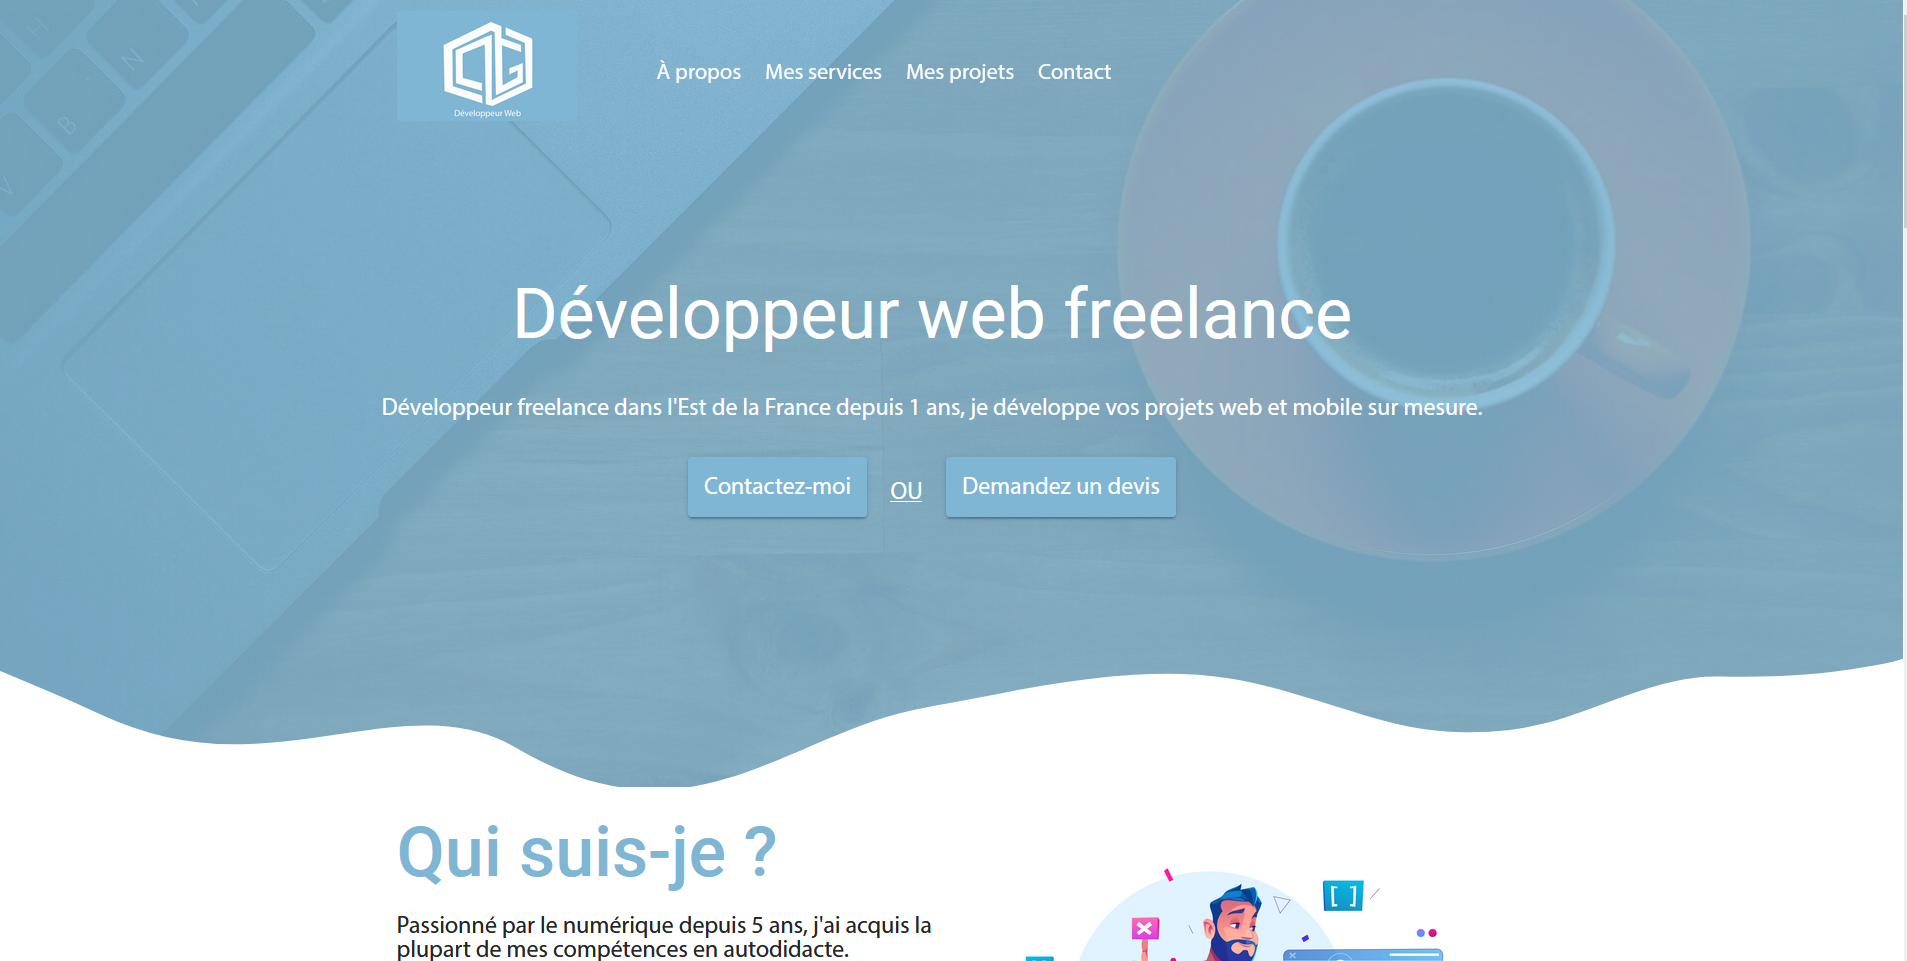 Développeur Web
À propos Mes services Mes projets Contact
Développeur web freelance
Développeur freelance dans l'Est de la France depuis 1 ans, je développe vos projets web et mobile sur mesure.
Contactez-moi OU Demandez un devis
Qui suis-je ?
Passionné par le numérique depuis 5 ans, j'ai acquis la
plupart de mes compétences en autodidacte.
H
N
B
V
[ ]